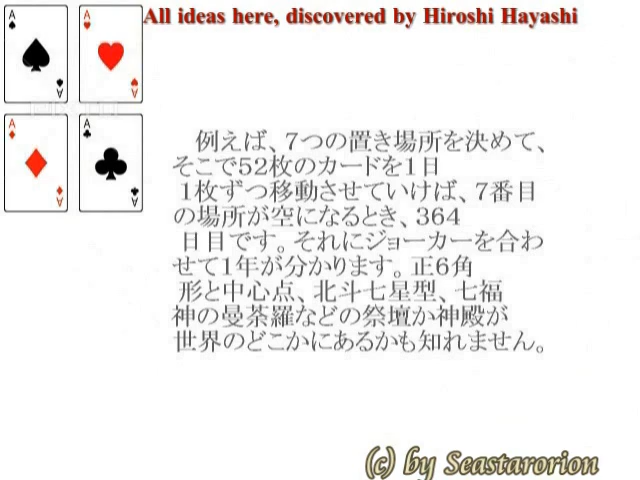 All ideas here, discovered by Hiroshi Hayashi
A
A
A
A
A
A
A
A
例えば、7つの置き場所を決めて、
そこで52枚のカードを1日
1枚ずつ移動させていけば、7番目
の場所が空になるとき、364
日目です。それにジョーカーを合わ
せて1年が分かります。正6角
形と中心点、北斗七星型、七福
神の曼荼羅などの祭壇か神殿が
世界のどこかにあるかも知れません。
(c) by Seastarorion